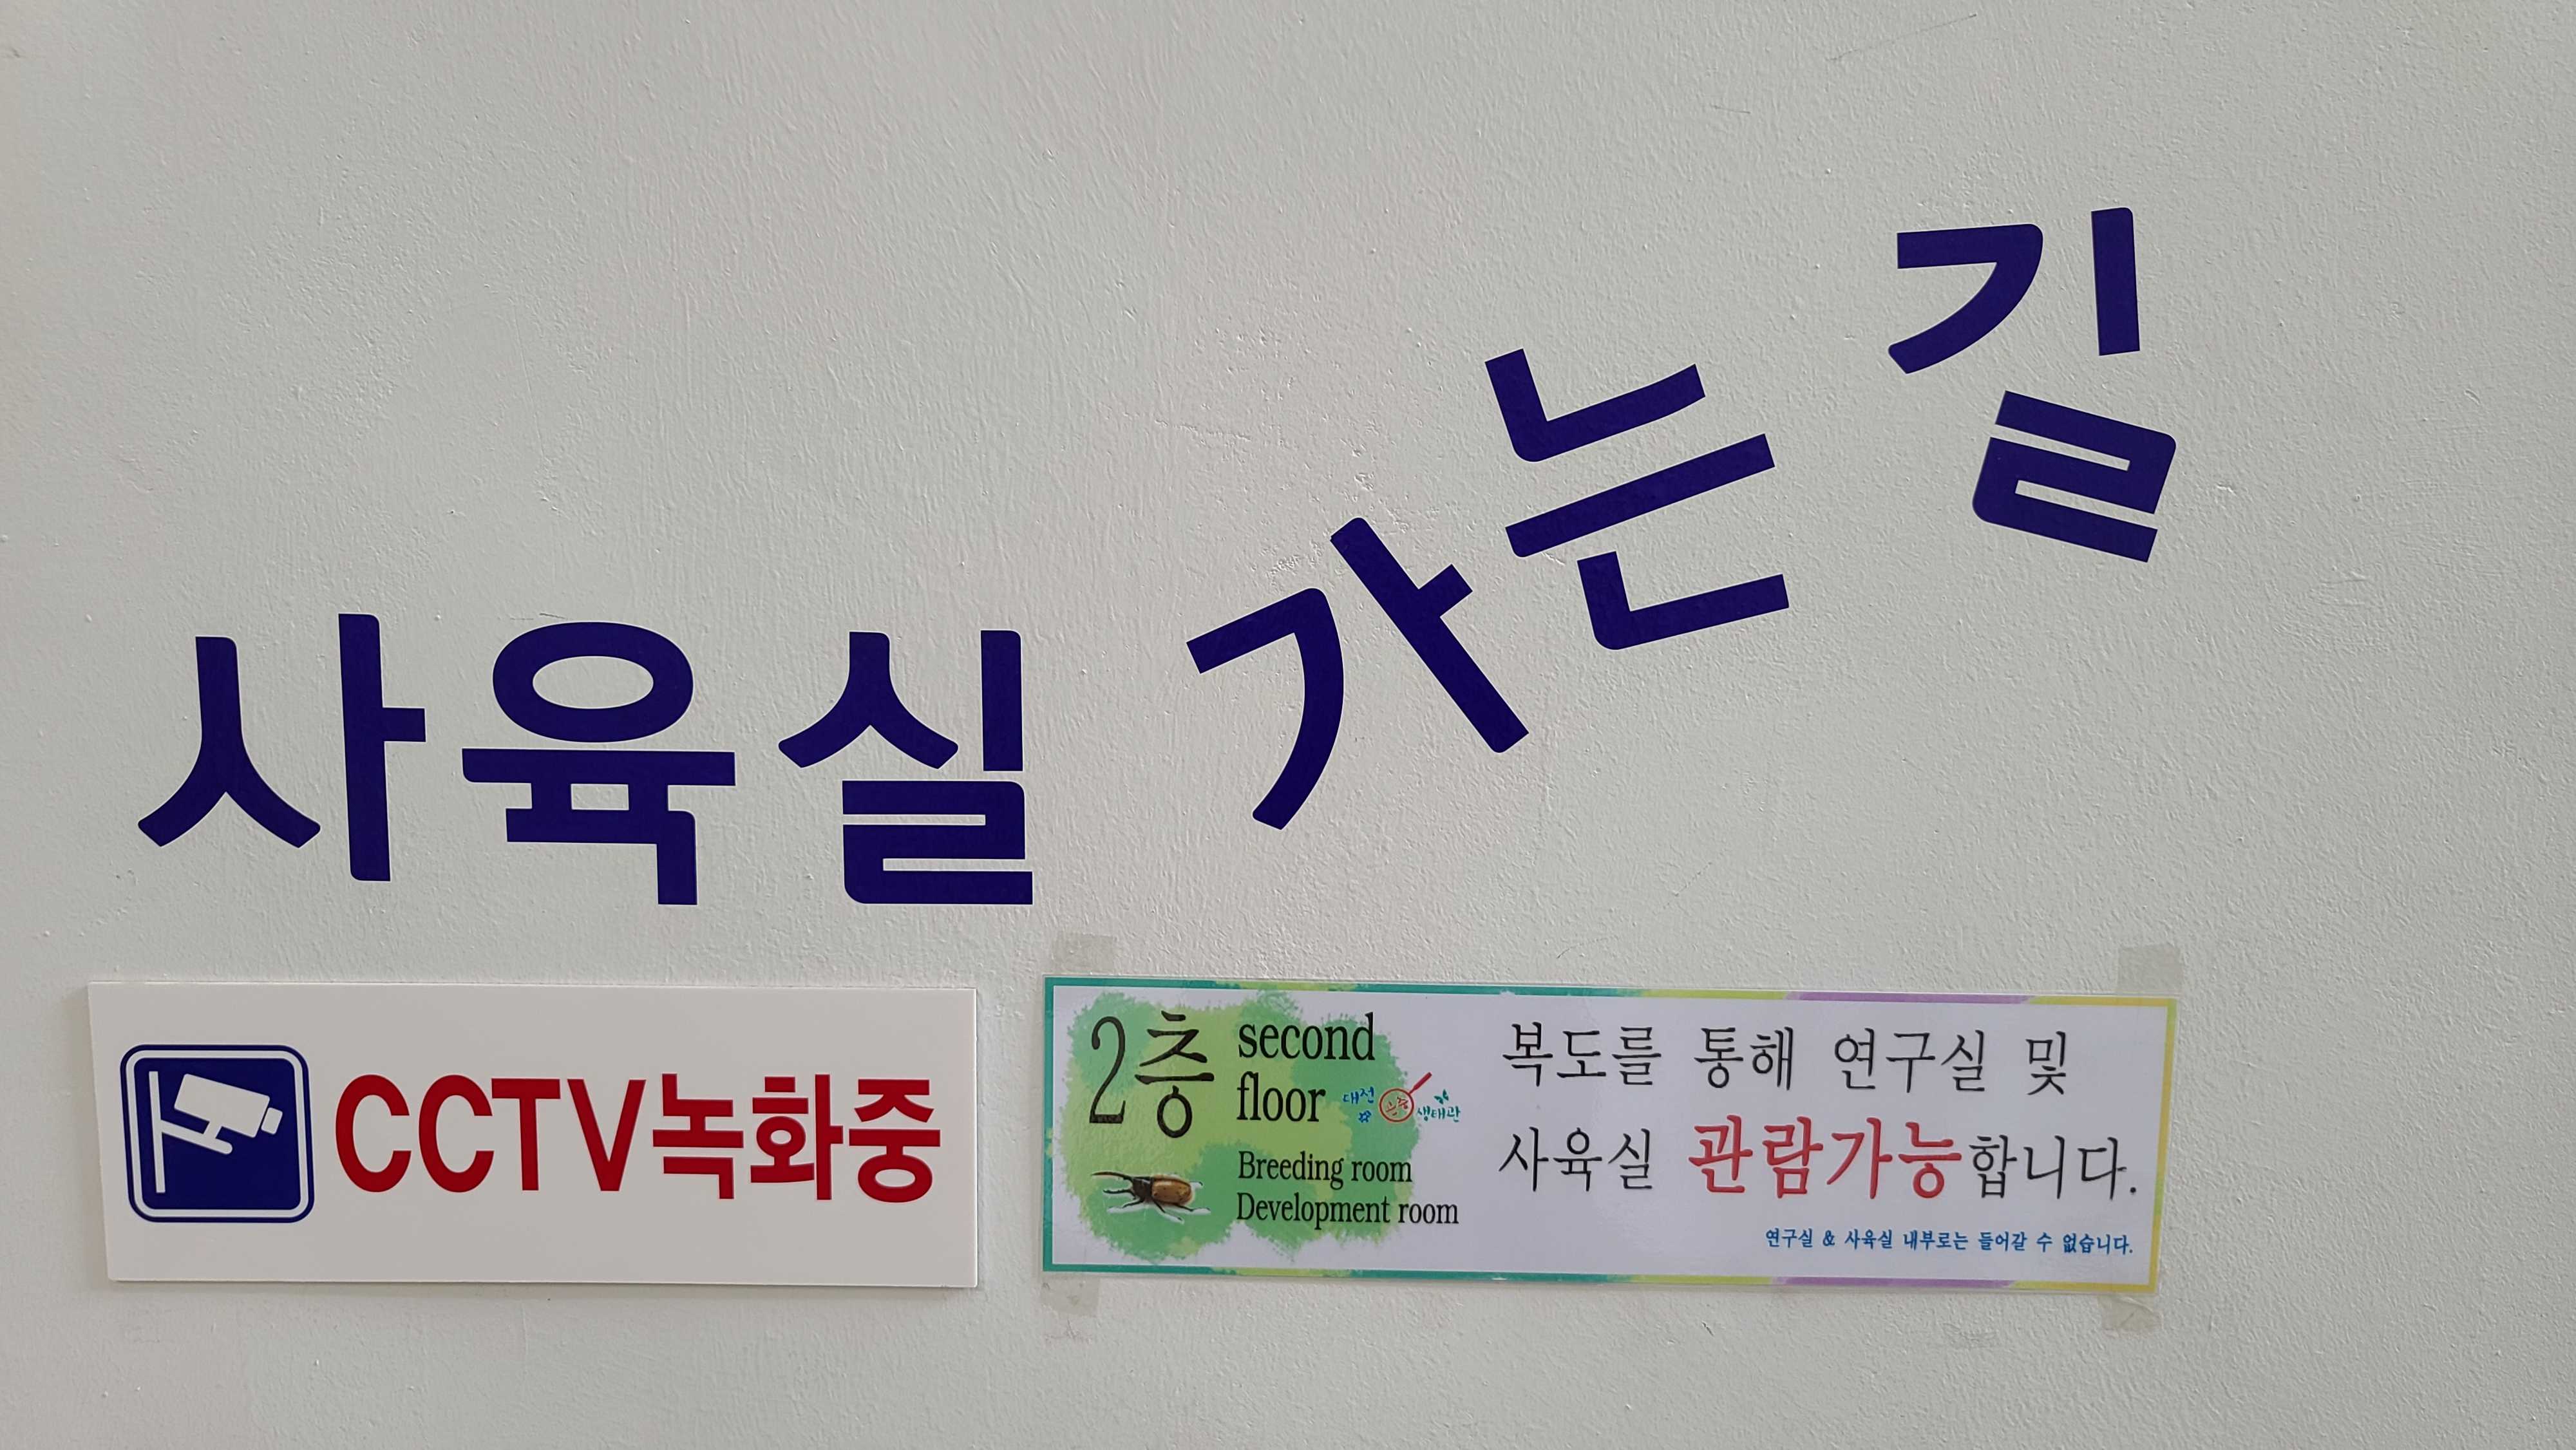 사육실 가는 길
CCTV녹화중
2층 second floor
대전 곤충 생태관
Breeding room
Development room
복도를 통해 연구실 및
사육실 관람가능합니다.
연구실 & 사육실 내부로는 들어갈 수 없습니다.